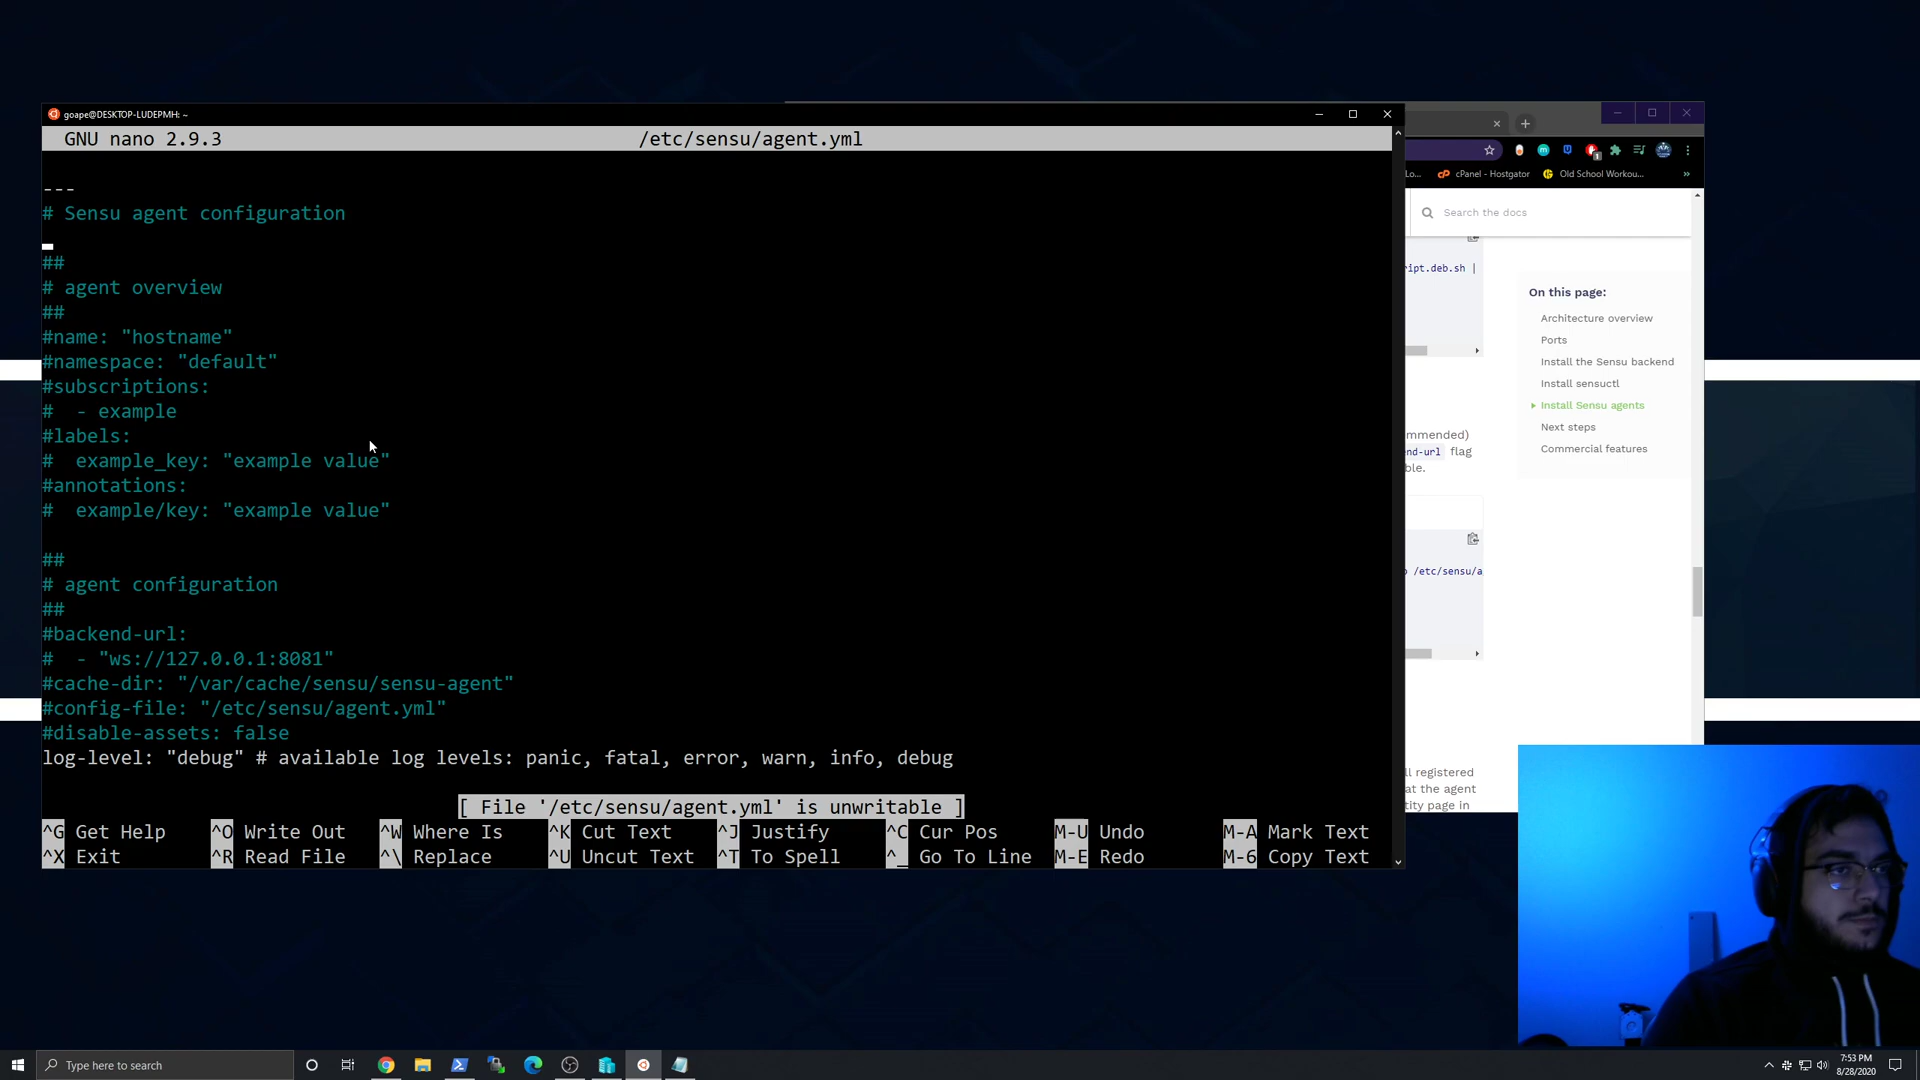 goape@DESKTOP-LUDEPMH: ~
GNU nano 2.9.3
/etc/sensu/agent.yml
---
# Sensu agent configuration
##
# agent overview
##
#name: "hostname"
#namespace: "default"
#subscriptions:
#  - example
#labels:
#  example_key: "example value"
#annotations:
#  example/key: "example value"
##
# agent configuration
##
#backend-url:
#  - "ws://127.0.0.1:8081"
#cache-dir: "/var/cache/sensu/sensu-agent"
#config-file: "/etc/sensu/agent.yml"
#disable-assets: false
log-level: "debug" # available log levels: panic, fatal, error, warn, info, debug
[ File '/etc/sensu/agent.yml' is unwritable ]
^G Get Help ^O Write Out ^W Where Is ^K Cut Text ^J Justify ^C Cur Pos M-U Undo M-A Mark Text
^X Exit ^R Read File ^\ Replace ^U Uncut Text ^T To Spell ^_ Go To Line M-E Redo M-6 Copy Text
Lo... cPanel - Hostgator Old School Workou... »
Search the docs
ript.deb.sh |
On this page:
Architecture overview
Ports
Install the Sensu backend
Install sensuctl
Install Sensu agents
Next steps
Commercial features
mmended)
nd-url flag
ble.
/etc/sensu/a
ll registered
at the agent
ntity page in
Type here to search
7:53 PM
8/28/2020